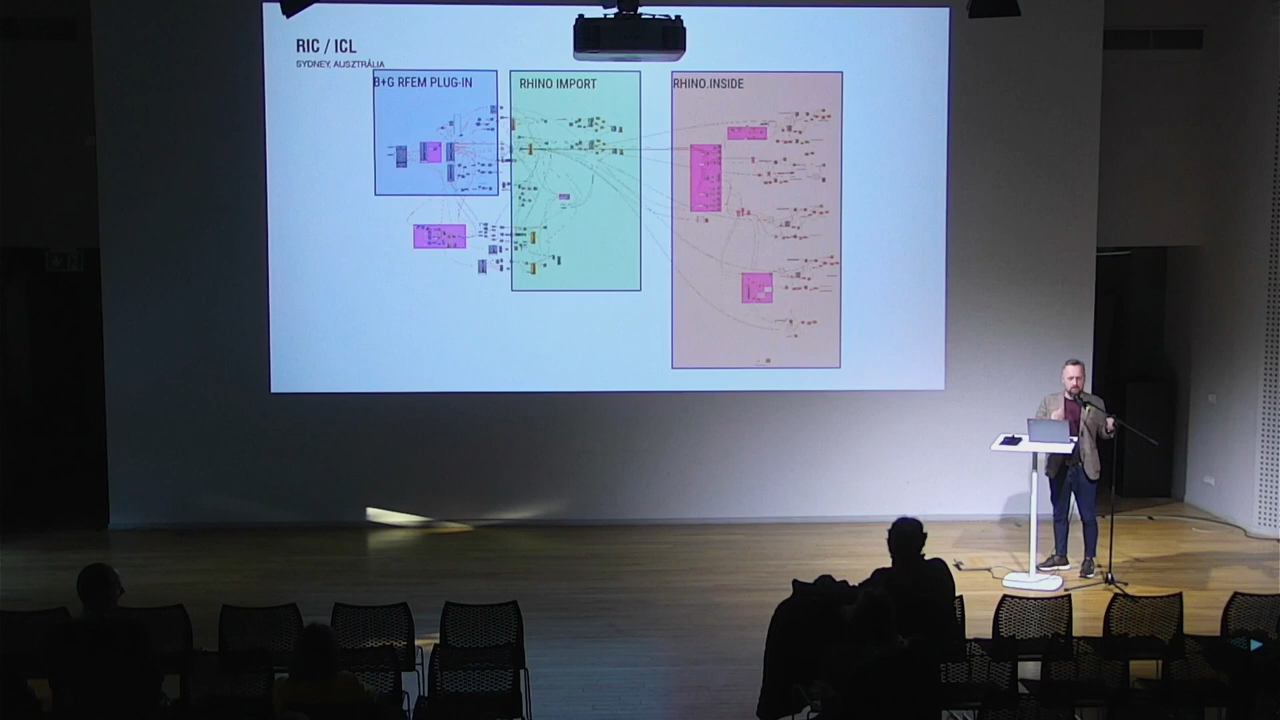 RIC / ICL
SYDNEY, AUSZTRÁLIA
B+G RFEM PLUG-IN
RHINO IMPORT
RHINO.INSIDE